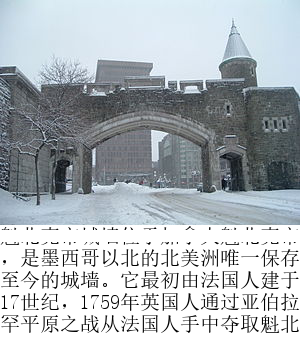 ，是墨西哥以北的北美洲唯一保存
至今的城墙。它最初由法国人建于
17世纪，1759年英国人通过亚伯拉
罕平原之战从法国人手中夺取魁北